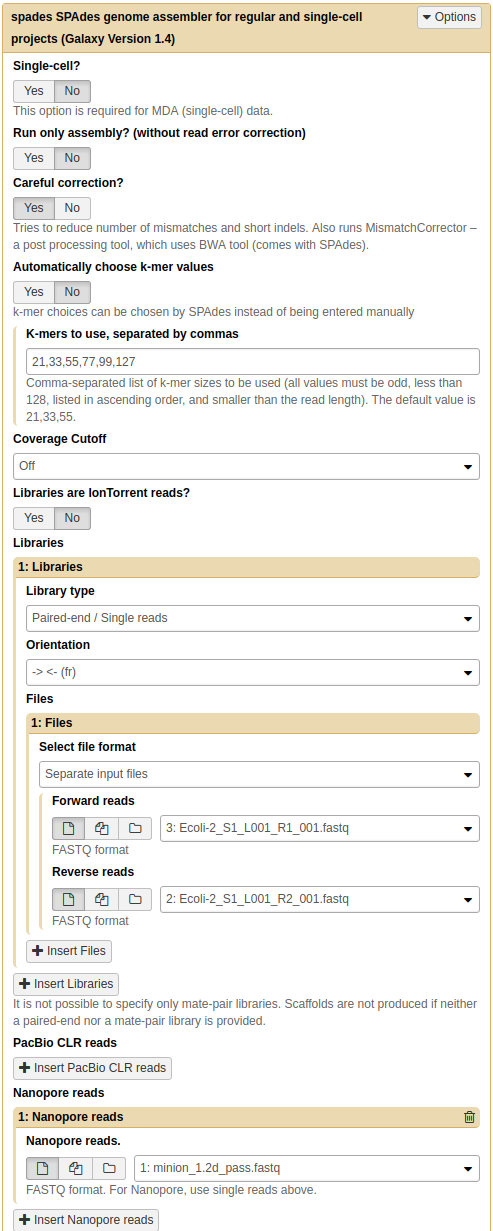 spades SPAdes genome assembler for regular and single-cell
projects (Galaxy Version 1.4)
Options
Single-cell?
Yes No
This option is required for MDA (single-cell) data.
Run only assembly? (without read error correction)
Yes No
Careful correction?
Yes No
Tries to reduce number of mismatches and short indels. Also runs MismatchCorrector –
a post processing tool, which uses BWA tool (comes with SPAdes).
Automatically choose k-mer values
Yes No
k-mer choices can be chosen by SPAdes instead of being entered manually
K-mers to use, separated by commas
21,33,55,77,99,127
Comma-separated list of k-mer sizes to be used (all values must be odd, less than
128, listed in ascending order, and smaller than the read length). The default value is
21,33,55.
Coverage Cutoff
Off
Libraries are IonTorrent reads?
Yes No
Libraries
1: Libraries
Library type
Paired-end / Single reads
Orientation
-> <- (fr)
Files
1: Files
Select file format
Separate input files
Forward reads
3: Ecoli-2_S1_L001_R1_001.fastq
FASTQ format
Reverse reads
2: Ecoli-2_S1_L001_R2_001.fastq
FASTQ format
+ Insert Files
+ Insert Libraries
It is not possible to specify only mate-pair libraries. Scaffolds are not produced if neither
a paired-end nor a mate-pair library is provided.
PacBio CLR reads
+ Insert PacBio CLR reads
Nanopore reads
1: Nanopore reads
Nanopore reads.
1: minion_1.2d_pass.fastq
FASTQ format. For Nanopore, use single reads above.
+ Insert Nanopore reads